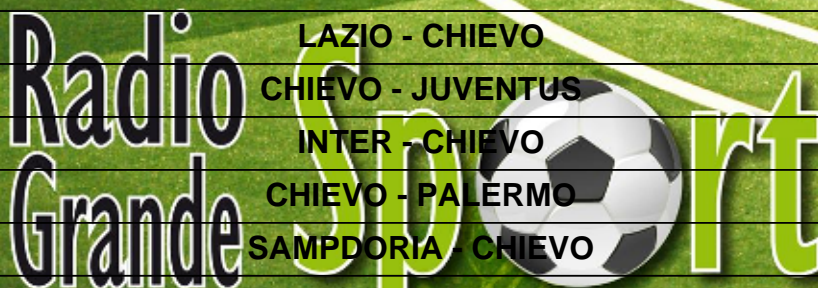 Radio
Grande
Sport
LAZIO - CHIEVO
CHIEVO - JUVENTUS
INTER - CHIEVO
CHIEVO - PALERMO
SAMPDORIA - CHIEVO